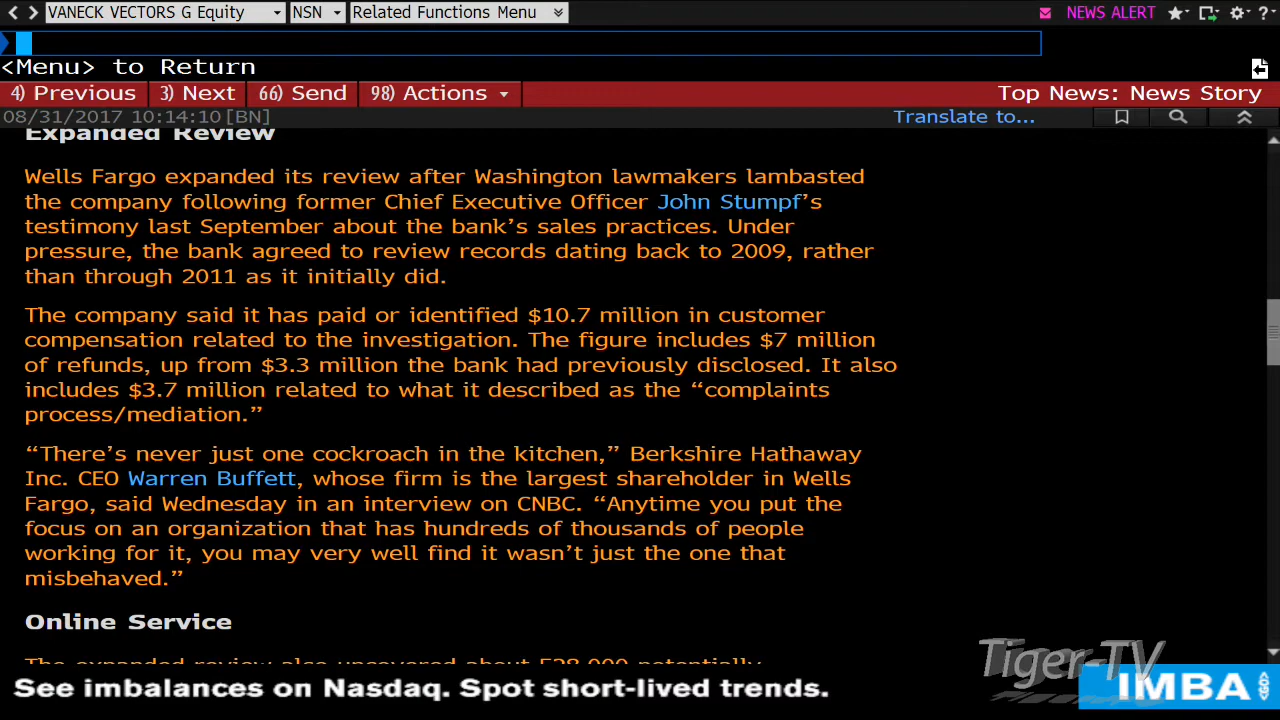 VANECK VECTORS G Equity NSN Related Functions Menu NEWS ALERT ?
<Menu> to Return
4) Previous 3) Next 66) Send 98) Actions Top News: News Story
08/31/2017 10:14:10 [BN] Translate to...
Expanded Review
Wells Fargo expanded its review after Washington lawmakers lambasted
the company following former Chief Executive Officer John Stumpf’s
testimony last September about the bank’s sales practices. Under
pressure, the bank agreed to review records dating back to 2009, rather
than through 2011 as it initially did.
The company said it has paid or identified $10.7 million in customer
compensation related to the investigation. The figure includes $7 million
of refunds, up from $3.3 million the bank had previously disclosed. It also
includes $3.7 million related to what it described as the “complaints
process/mediation.”
“There’s never just one cockroach in the kitchen,” Berkshire Hathaway
Inc. CEO Warren Buffett, whose firm is the largest shareholder in Wells
Fargo, said Wednesday in an interview on CNBC. “Anytime you put the
focus on an organization that has hundreds of thousands of people
working for it, you may very well find it wasn’t just the one that
misbehaved.”
Online Service
The expanded review also uncovered about 528,000 potentially
Tiger-TV
See imbalances on Nasdaq. Spot short-lived trends. IMBA